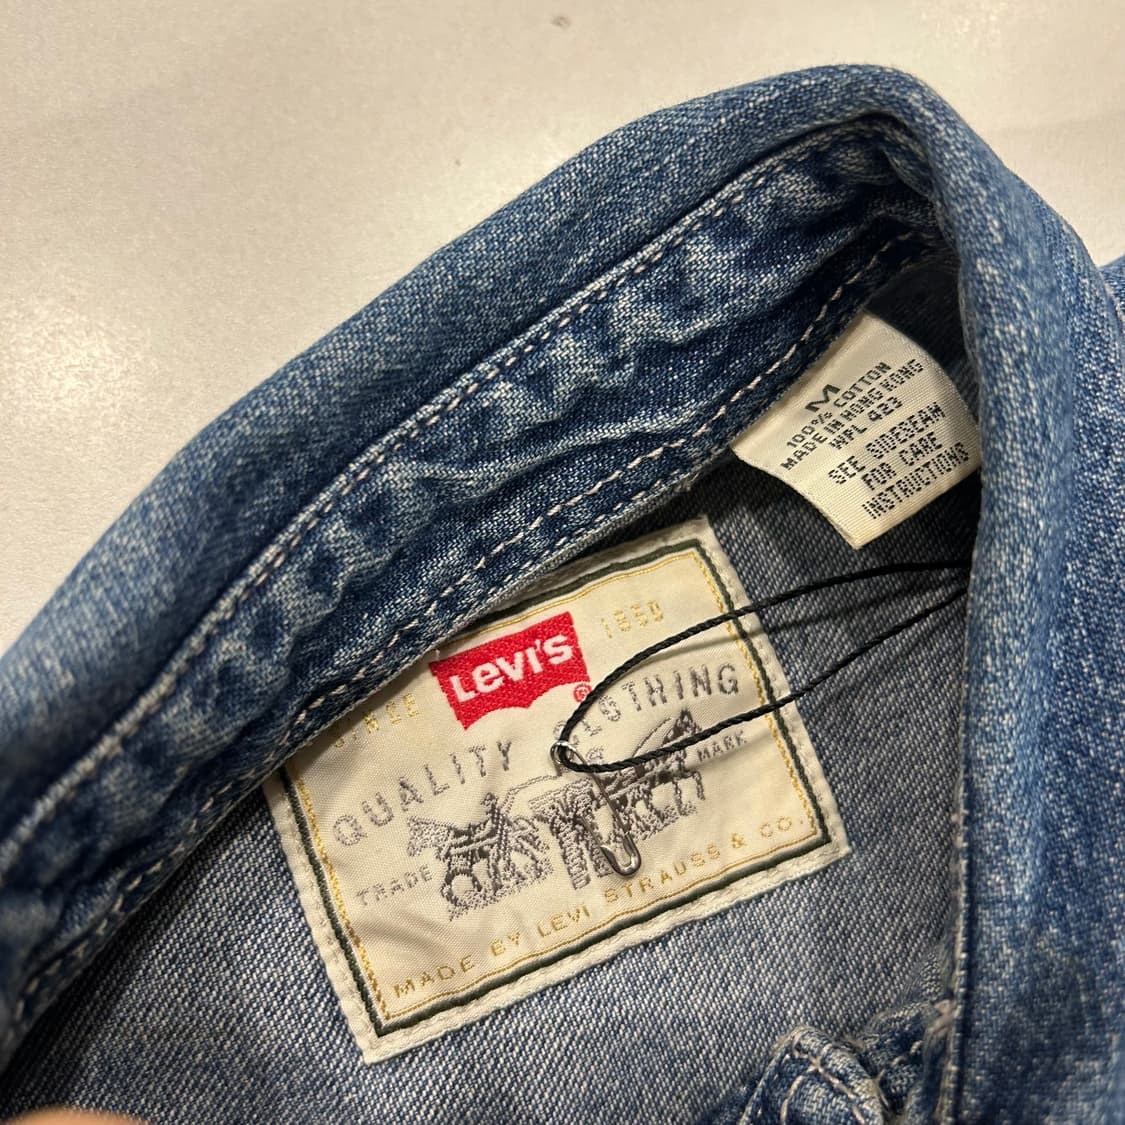 M
100% COTTON
MADE IN HONG KONG
WPL 423
SEE SIDESEAM
FOR CARE
INSTRUCTIONS
SINCE 1850
Levi's ®
QUALITY CLOTHING
TRADE MARK
MADE BY LEVI STRAUSS & CO.